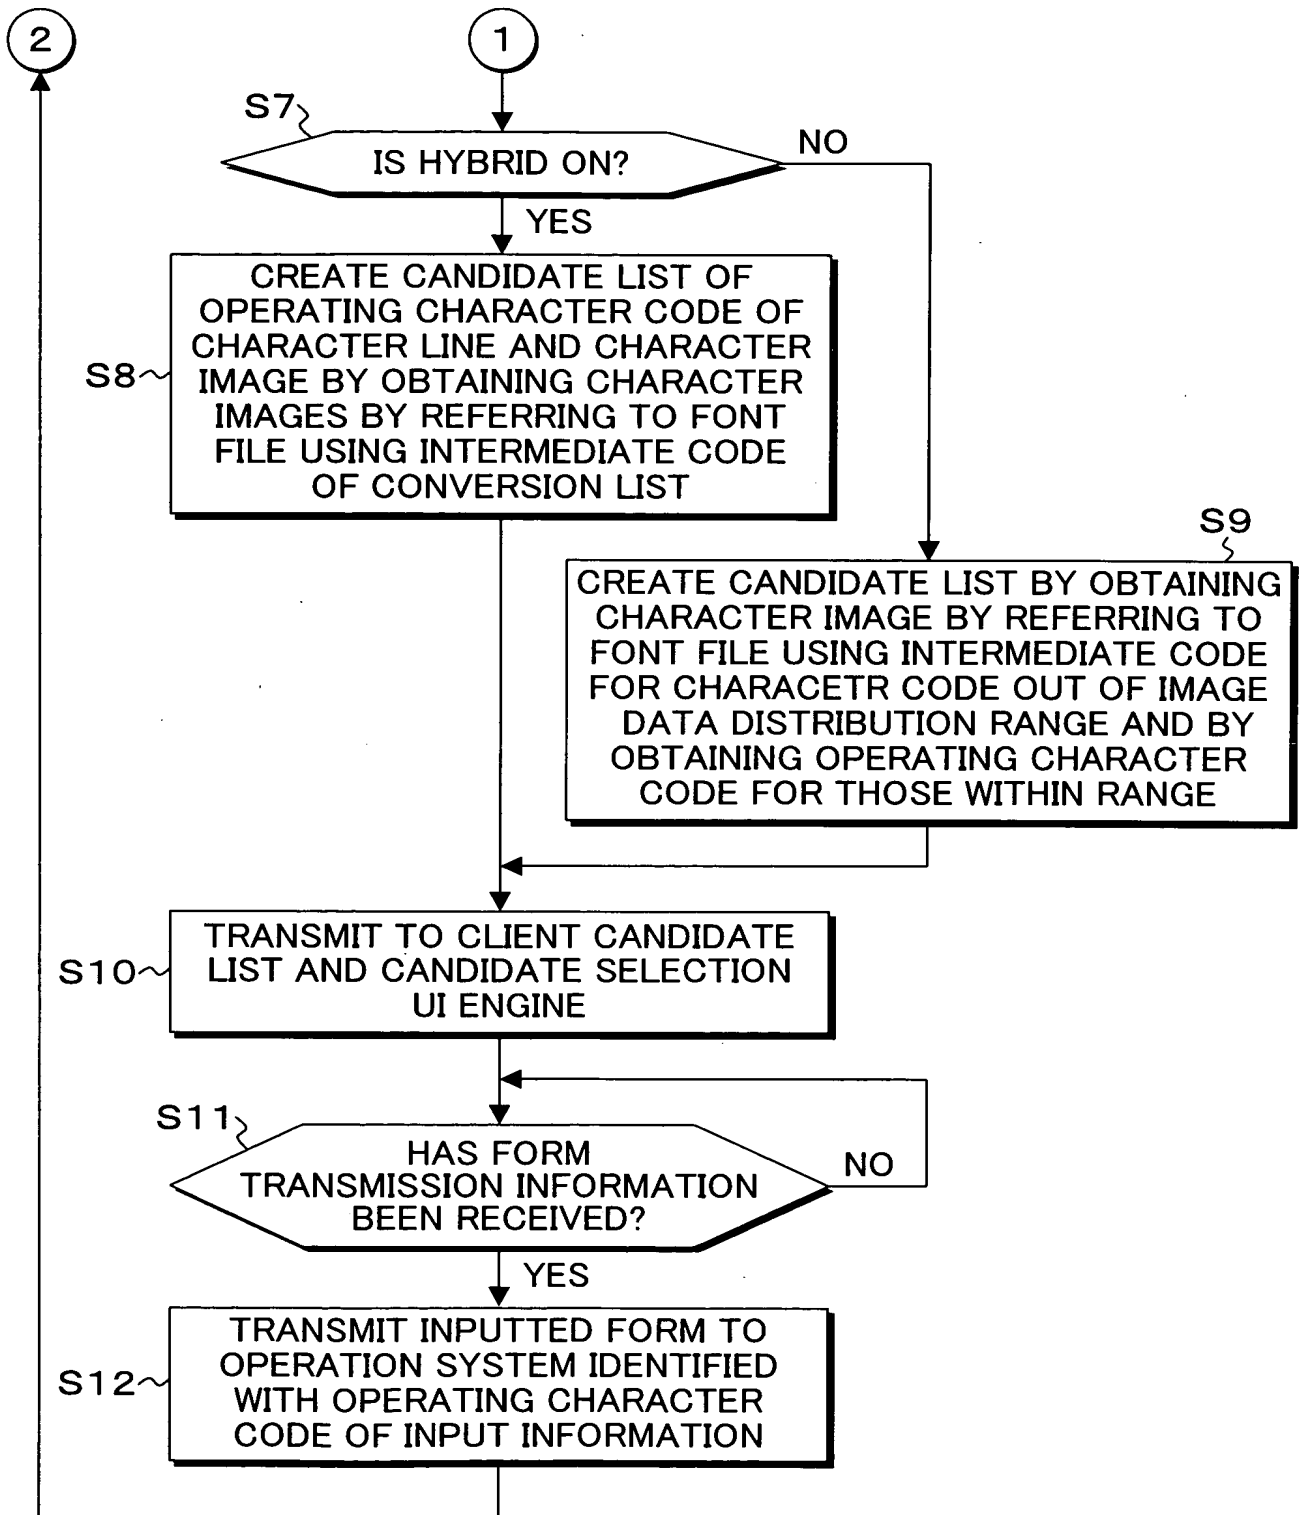 2
1
S7
IS HYBRID ON?
NO
YES
S8
CREATE CANDIDATE LIST OF
OPERATING CHARACTER CODE OF
CHARACTER LINE AND CHARACTER
IMAGE BY OBTAINING CHARACTER
IMAGES BY REFERRING TO FONT
FILE USING INTERMEDIATE CODE
OF CONVERSION LIST
S9
CREATE CANDIDATE LIST BY OBTAINING
CHARACTER IMAGE BY REFERRING TO
FONT FILE USING INTERMEDIATE CODE
FOR CHARACETR CODE OUT OF IMAGE
DATA DISTRIBUTION RANGE AND BY
OBTAINING OPERATING CHARACTER
CODE FOR THOSE WITHIN RANGE
S10
TRANSMIT TO CLIENT CANDIDATE
LIST AND CANDIDATE SELECTION
UI ENGINE
S11
HAS FORM
TRANSMISSION INFORMATION
BEEN RECEIVED?
NO
YES
S12
TRANSMIT INPUTTED FORM TO
OPERATION SYSTEM IDENTIFIED
WITH OPERATING CHARACTER
CODE OF INPUT INFORMATION